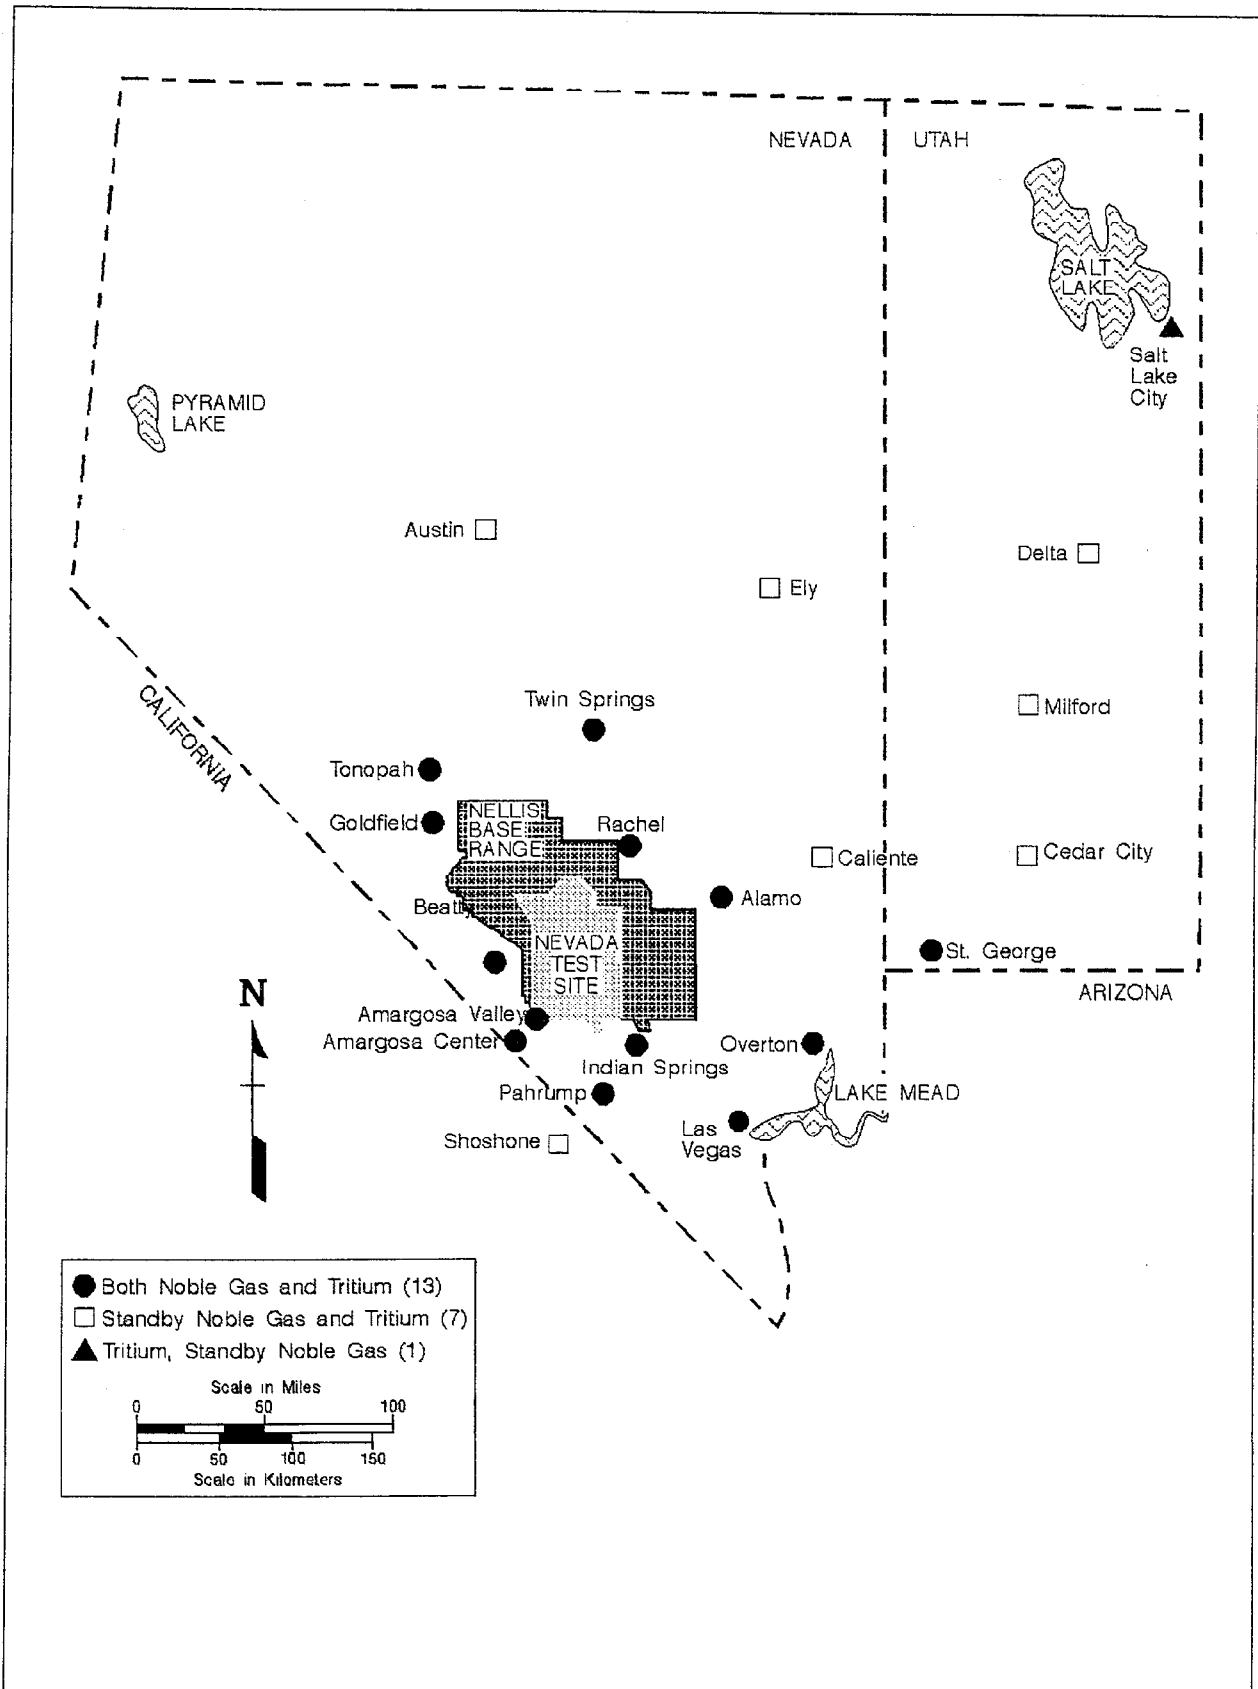 NEVADA
UTAH
SALT
LAKE
Salt
Lake
City
PYRAMID
LAKE
Austin
Delta
Ely
Milford
CALIFORNIA
Twin Springs
Tonopah
Goldfield
NELLIS
BASE
RANGE
Rachel
Caliente
Cedar City
Alamo
Beatty
NEVADA
TEST
SITE
St. George
ARIZONA
N
Amargosa Valley
Amargosa Center
Indian Springs
Overton
Pahrump
LAKE MEAD
Shoshone
Las
Vegas
Both Noble Gas and Tritium (13)
Standby Noble Gas and Tritium (7)
Tritium, Standby Noble Gas (1)
Scale in Miles
0 50 100
0 50 100 150
Scale in Kilometers